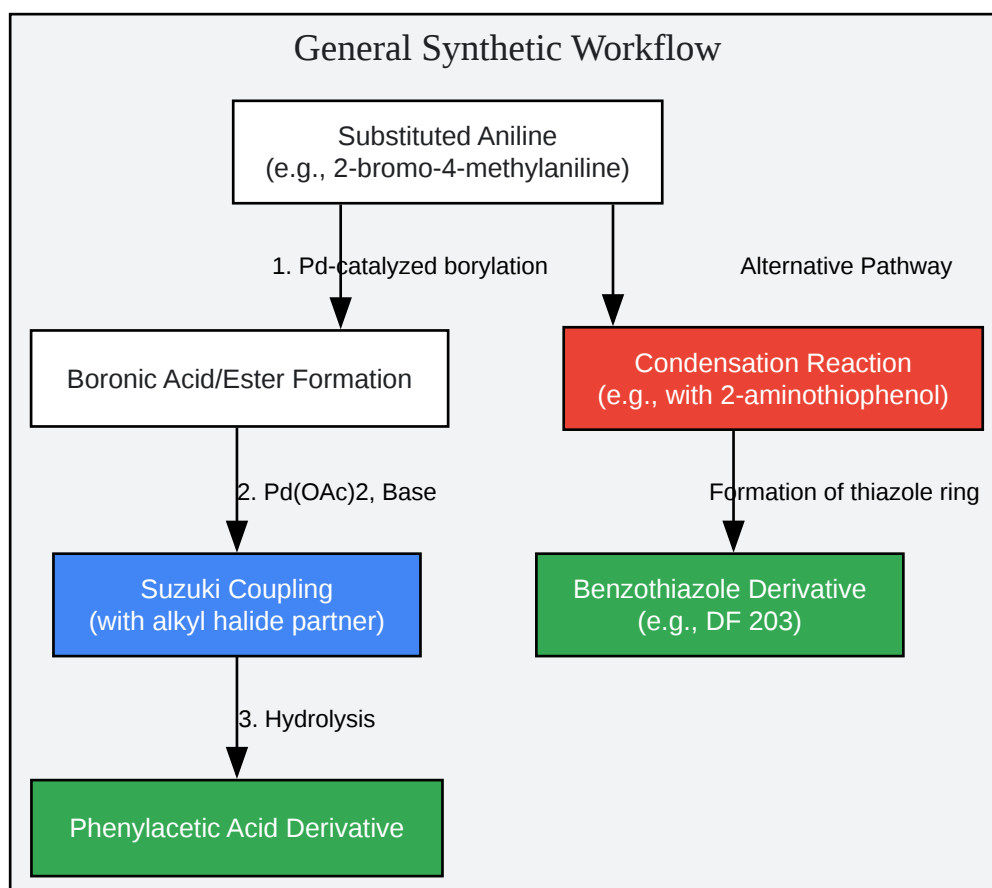 General Synthetic Workflow
Substituted Aniline
(e.g., 2-bromo-4-methylaniline)
1. Pd-catalyzed borylation
Alternative Pathway
Boronic Acid/Ester Formation
Condensation Reaction
(e.g., with 2-aminothiophenol)
2. Pd(OAc)2, Base
Formation of thiazole ring
Suzuki Coupling
(with alkyl halide partner)
Benzothiazole Derivative
(e.g., DF 203)
3. Hydrolysis
Phenylacetic Acid Derivative